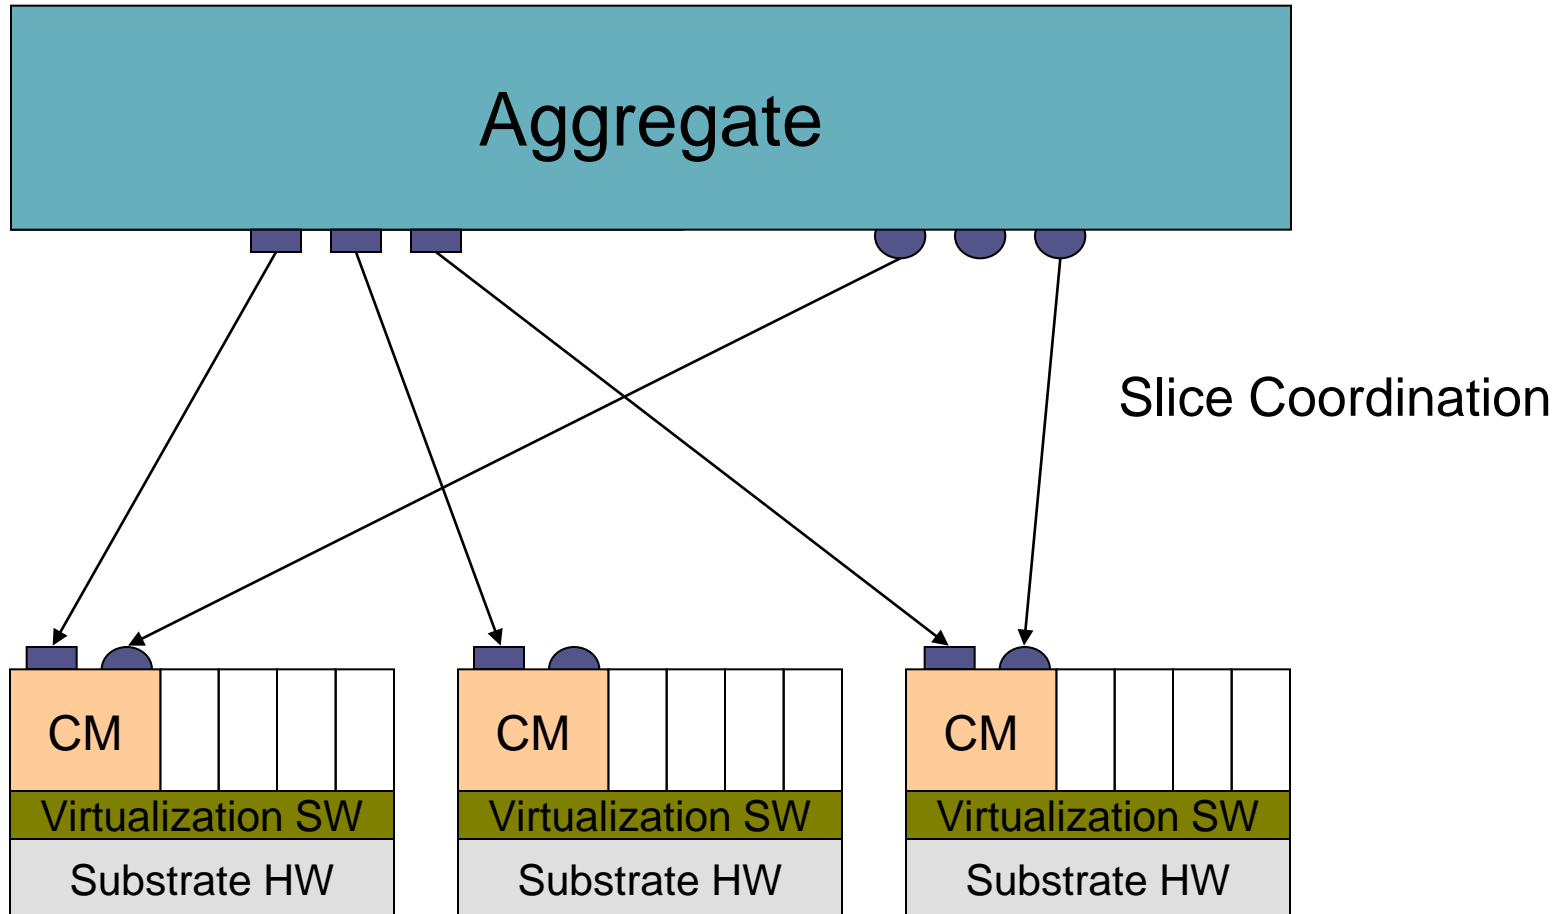 Aggregate
Slice Coordination
CM
CM
CM
Virtualization SW
Virtualization SW
Virtualization SW
Substrate HW
Substrate HW
Substrate HW